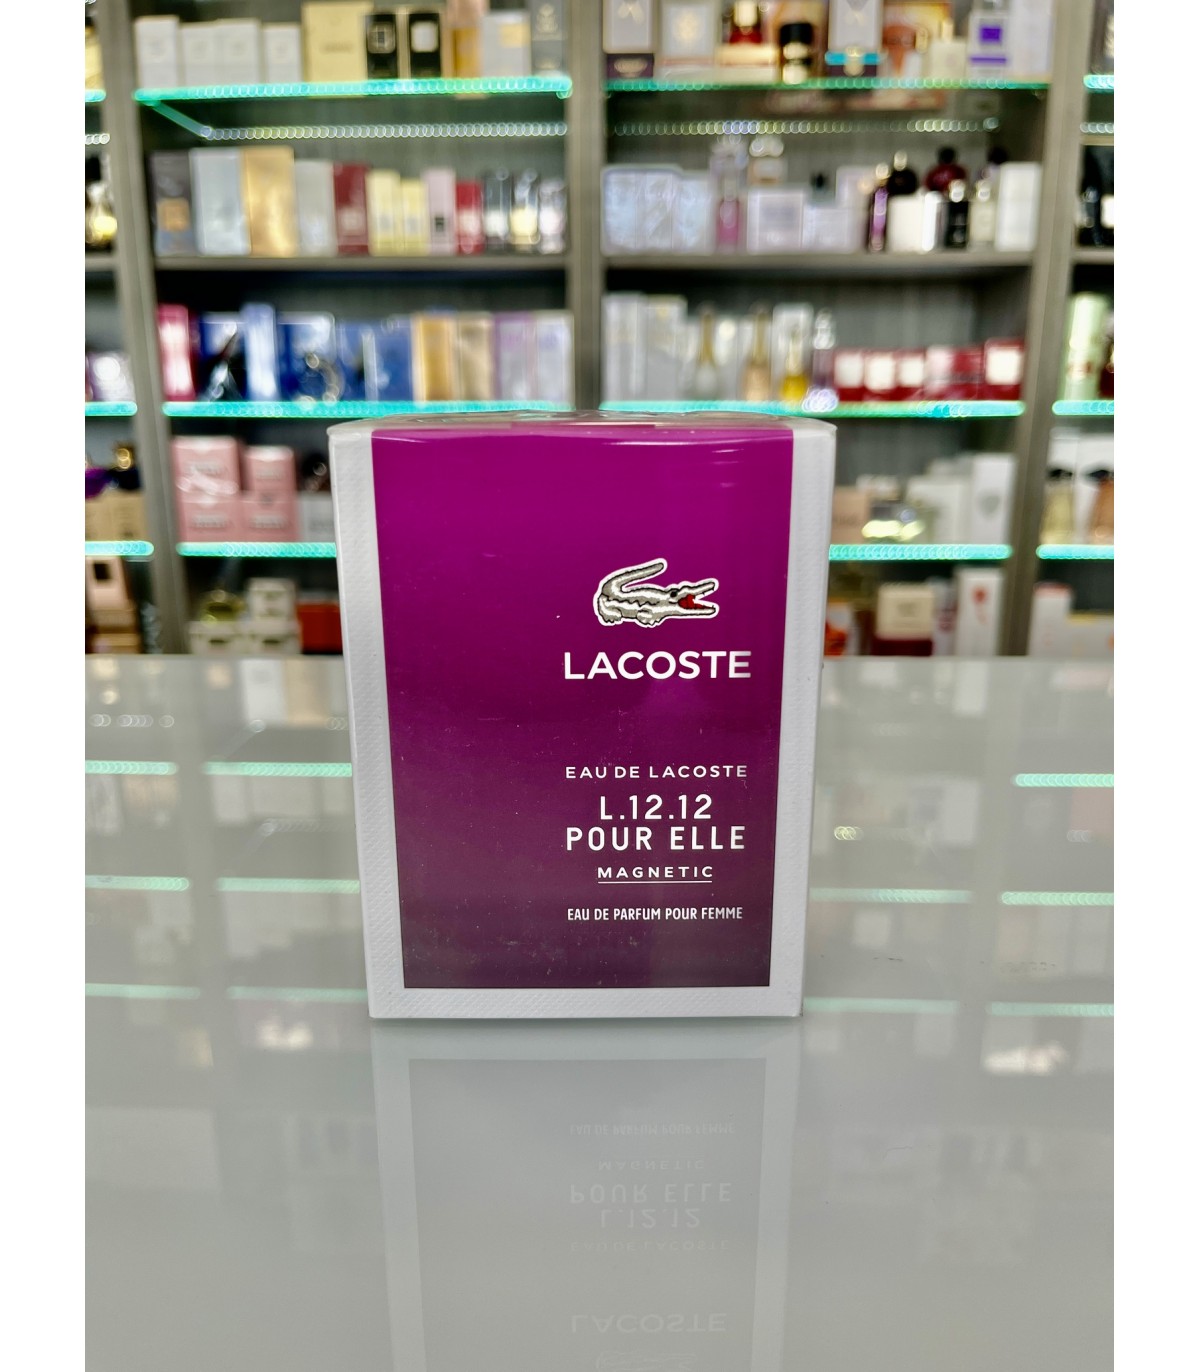 LACOSTE
EAU DE LACOSTE
L.12.12
POUR ELLE
MAGNETIC
EAU DE PARFUM POUR FEMME